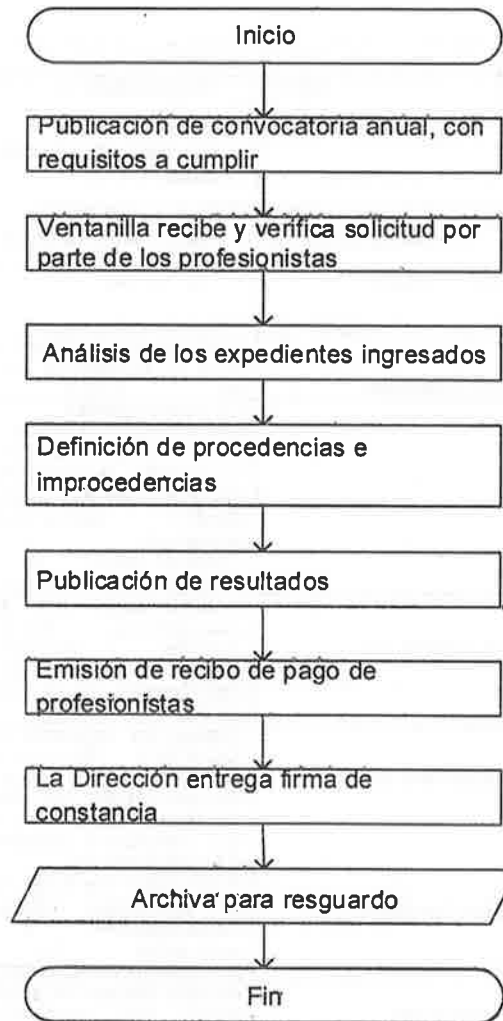 Inicio
Publicación de convocatoria anual, con
requisitos a cumplir
Ventanilla recibe y verifica solicitud por
parte de los profesionistas
Análisis de los expedientes ingresados
Definición de procedencias e
improcedencias
Publicación de resultados
Emisión de recibo de pago de
profesionistas
La Dirección entrega firma de
constancia
Archiva para resguardo
Fin